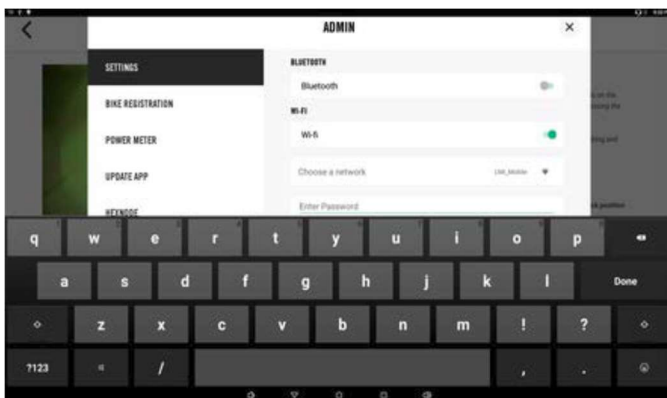 ADMIN
SETTINGS
BIKE REGISTRATION
POWER METER
UPDATE APP
HEXNODE
BLUETOOTH
Bluetooth
WI-FI
Wi-fi
Choose a network
Enter Password
q w e r t y u i o p
a s d f g h j k l Done
z x c v b n m ! ?
?123 / , .